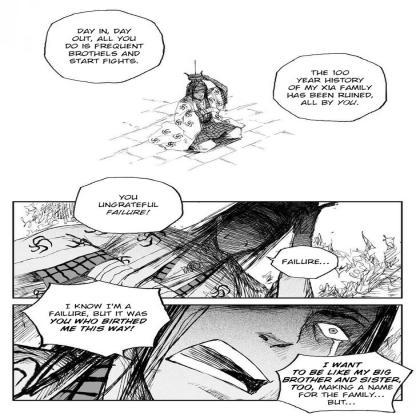 DAY IN, DAY
OUT, ALL YOU
DO IS FREQUENT
BROTHELS AND
START FIGHTS.
THE 100
YEAR HISTORY
OF MY XIA FAMILY
HAS BEEN RUINED,
ALL BY YOU.
YOU
UNGRATEFUL
FAILURE!
FAILURE...
I KNOW I'M A
FAILURE, BUT IT WAS
YOU WHO BIRTHED
ME THIS WAY!
I WANT
TO BE LIKE MY BIG
BROTHER AND SISTER,
TOO, MAKING A NAME
FOR THE FAMILY...
BUT...